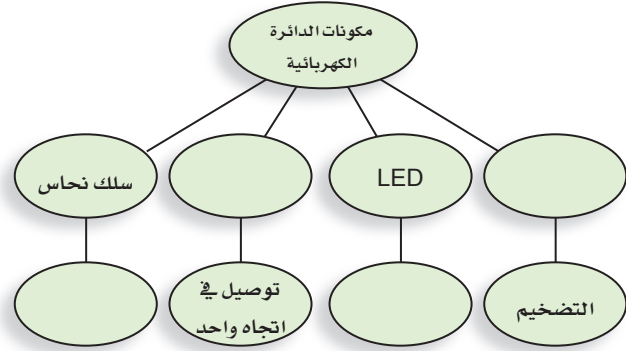 مكونات الدائرة
الكهربائية
سلك نحاس
LED
توصيل في
اتجاه واحد
التضخيم